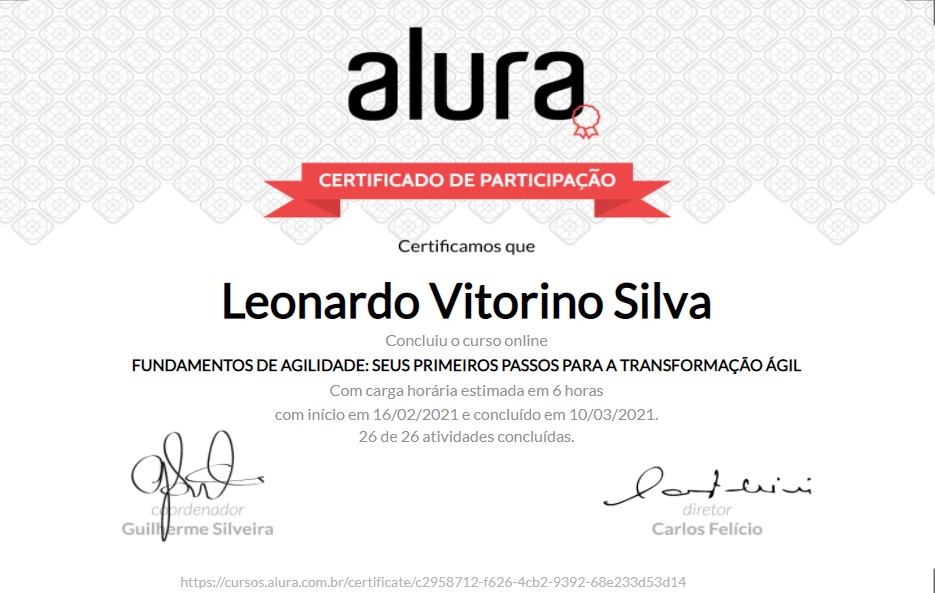 alura
CERTIFICADO DE PARTICIPAÇÃO
Certificamos que
Leonardo Vitorino Silva
Concluiu o curso online
FUNDAMENTOS DE AGILIDADE: SEUS PRIMEIROS PASSOS PARA A TRANSFORMAÇÃO ÁGIL
Com carga horária estimada em 6 horas
com início em 16/02/2021 e concluído em 10/03/2021.
26 de 26 atividades concluídas.
coordenador
Guilherme Silveira
diretor
Carlos Felício
https://cursos.alura.com.br/certificate/c2958712-f626-4cb2-9392-68e233d53d14